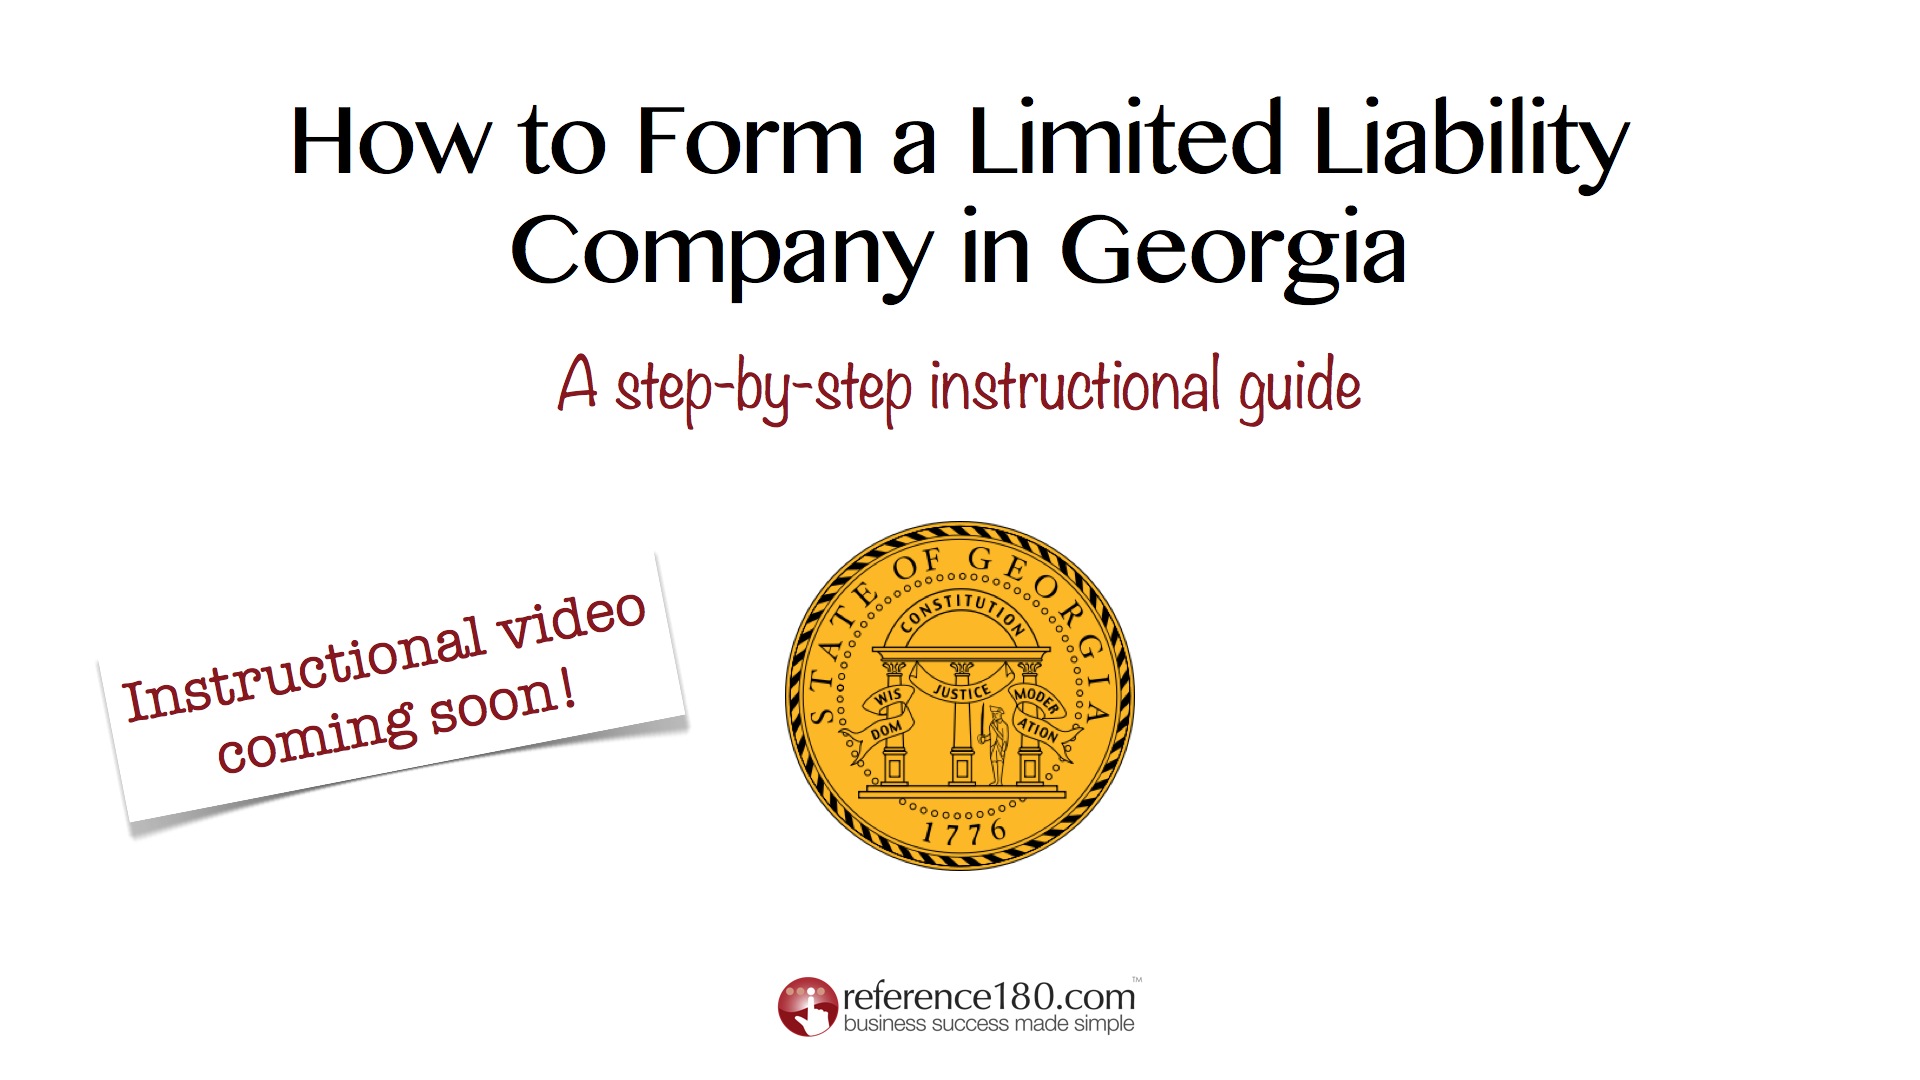 How to Form a Limited Liability
Company in Georgia
A step-by-step instructional guide
Instructional video
coming soon!
STATE OF GEORGIA
CONSTITUTION
WIS
DOM
JUSTICE
MODER
ATION
1776
reference180.com™
business success made simple